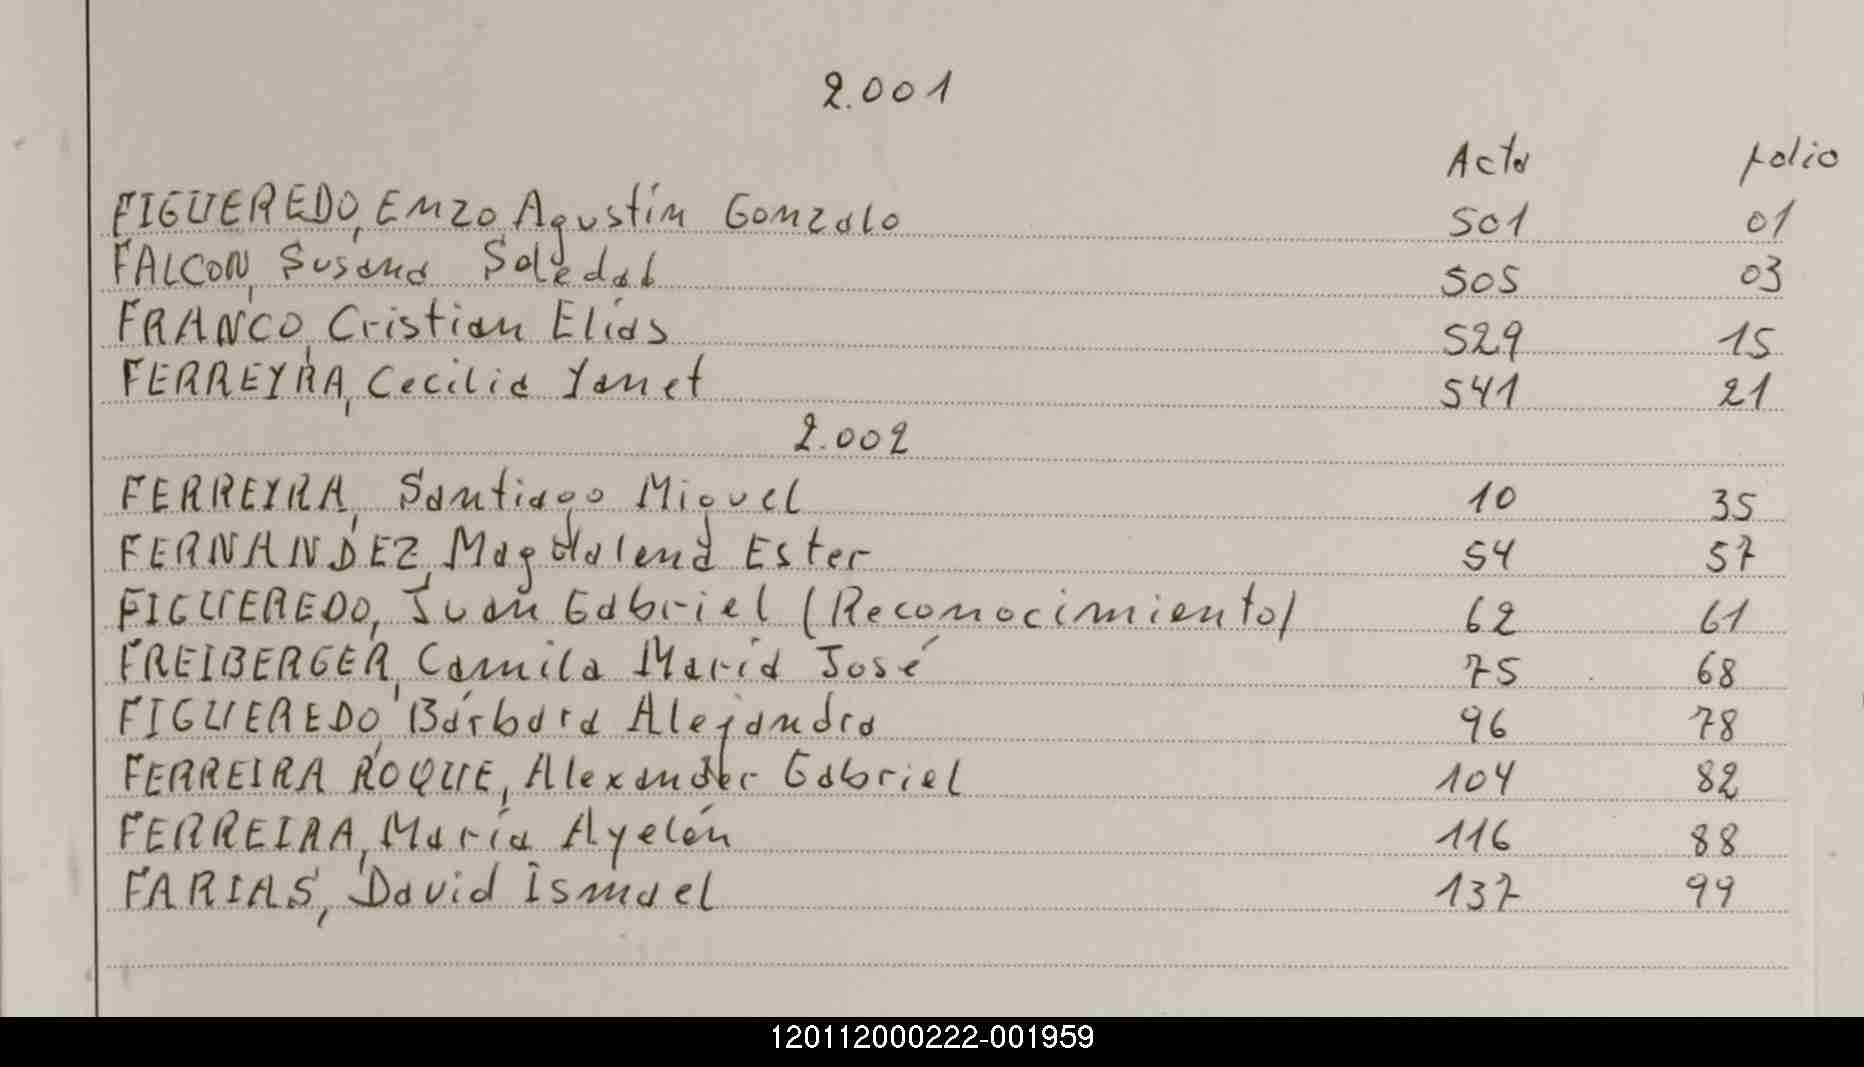 2.001
Acta folio
FIGUEREDO, Enzo Agustín Gonzalo 501 01
FALCON, Susana Soledad 505 03
FRANCO, Cristian Elías 529 15
FERREYRA, Cecilia Yanet 541 21
2.002
FERREYRA, Santiago Miguel 10 35
FERNANDEZ, Magdalena Ester 54 57
FIGUEREDO, Juan Gabriel (Reconocimiento) 62 61
FREIBERGER, Camila María José 75 68
FIGUEREDO, Bárbara Alejandra 96 78
FERREIRA ROQUE, Alexander Gabriel 104 82
FERREIRA, María Ayelén 116 88
FARIAS, David Ismael 137 99
120112000222-001959